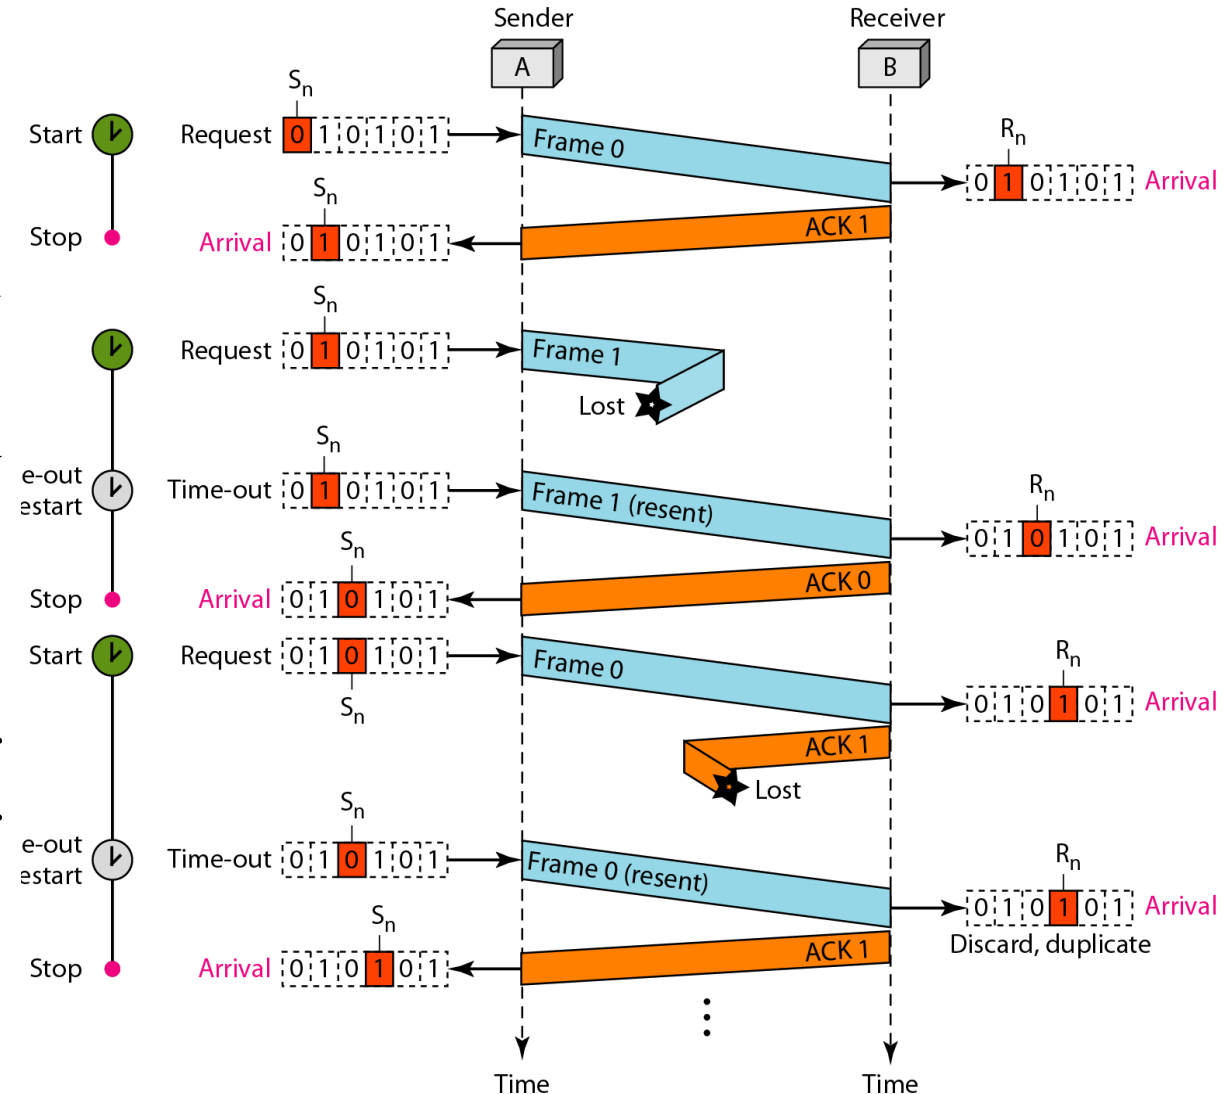 Sender Receiver
A B
Sn
Start Request 0 1 0 1 0 1 Frame 0
Rn
0 1 0 1 0 1 Arrival
Sn
Stop Arrival 0 1 0 1 0 1 ACK 1
Sn
Request 0 1 0 1 0 1 Frame 1
Lost
Sn
e-out
estart
Time-out 0 1 0 1 0 1 Frame 1 (resent)
Rn
0 1 0 1 0 1 Arrival
Sn
Stop Arrival 0 1 0 1 0 1 ACK 0
Start Request 0 1 0 1 0 1 Frame 0
Sn
Rn
0 1 0 1 0 1 Arrival
ACK 1
Lost
Sn
e-out
estart
Time-out 0 1 0 1 0 1 Frame 0 (resent)
Rn
0 1 0 1 0 1 Arrival
Discard, duplicate
Sn
Stop Arrival 0 1 0 1 0 1 ACK 1
Time Time